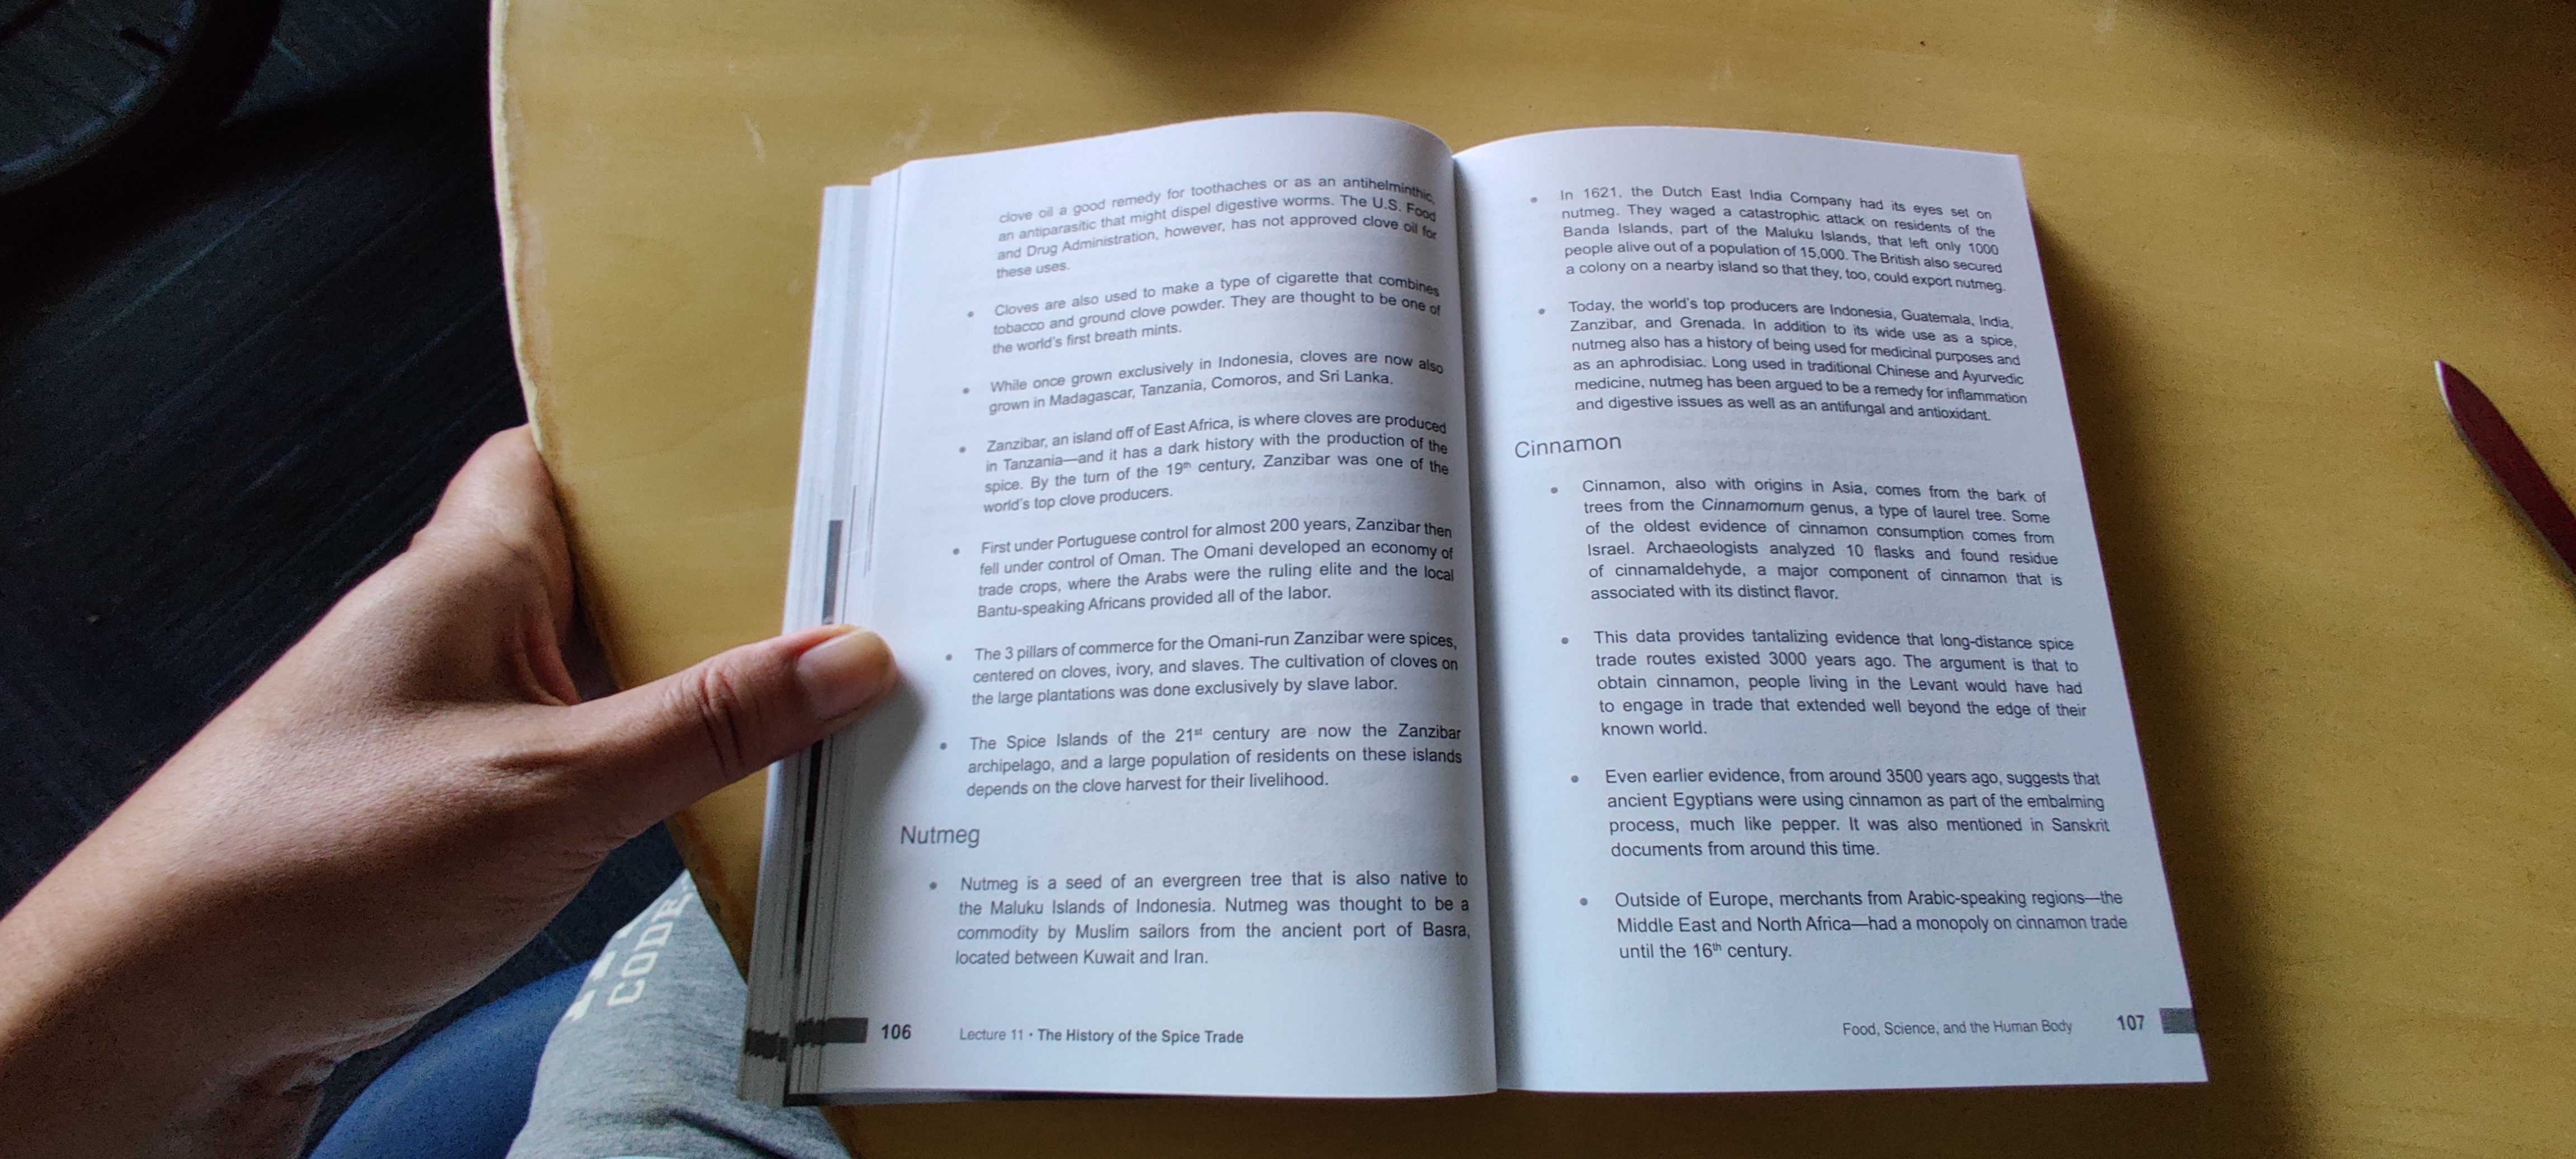 clove oil a good remedy for toothaches or as an antihelminthic,
an antiparasitic that might dispel digestive worms. The U.S. Food
and Drug Administration, however, has not approved clove oil for
these uses.
• Cloves are also used to make a type of cigarette that combines
tobacco and ground clove powder. They are thought to be one of
the world's first breath mints.
• While once grown exclusively in Indonesia, cloves are now also
grown in Madagascar, Tanzania, Comoros, and Sri Lanka.
• Zanzibar, an island off of East Africa, is where cloves are produced
in Tanzania—and it has a dark history with the production of the
spice. By the turn of the 19th century, Zanzibar was one of the
world's top clove producers.
• First under Portuguese control for almost 200 years, Zanzibar then
fell under control of Oman. The Omani developed an economy of
trade crops, where the Arabs were the ruling elite and the local
Bantu-speaking Africans provided all of the labor.
• The 3 pillars of commerce for the Omani-run Zanzibar were spices,
centered on cloves, ivory, and slaves. The cultivation of cloves on
the large plantations was done exclusively by slave labor.
• The Spice Islands of the 21st century are now the Zanzibar
archipelago, and a large population of residents on these islands
depends on the clove harvest for their livelihood.
Nutmeg
• Nutmeg is a seed of an evergreen tree that is also native to
the Maluku Islands of Indonesia. Nutmeg was thought to be a
commodity by Muslim sailors from the ancient port of Basra,
located between Kuwait and Iran.
106 Lecture 11 • The History of the Spice Trade
• In 1621, the Dutch East India Company had its eyes set on
nutmeg. They waged a catastrophic attack on residents of the
Banda Islands, part of the Maluku Islands, that left only 1000
people alive out of a population of 15,000. The British also secured
a colony on a nearby island so that they, too, could export nutmeg.
• Today, the world's top producers are Indonesia, Guatemala, India,
Zanzibar, and Grenada. In addition to its wide use as a spice,
nutmeg also has a history of being used for medicinal purposes and
as an aphrodisiac. Long used in traditional Chinese and Ayurvedic
medicine, nutmeg has been argued to be a remedy for inflammation
and digestive issues as well as an antifungal and antioxidant.
Cinnamon
• Cinnamon, also with origins in Asia, comes from the bark of
trees from the Cinnamomum genus, a type of laurel tree. Some
of the oldest evidence of cinnamon consumption comes from
Israel. Archaeologists analyzed 10 flasks and found residue
of cinnamaldehyde, a major component of cinnamon that is
associated with its distinct flavor.
• This data provides tantalizing evidence that long-distance spice
trade routes existed 3000 years ago. The argument is that to
obtain cinnamon, people living in the Levant would have had
to engage in trade that extended well beyond the edge of their
known world.
• Even earlier evidence, from around 3500 years ago, suggests that
ancient Egyptians were using cinnamon as part of the embalming
process, much like pepper. It was also mentioned in Sanskrit
documents from around this time.
• Outside of Europe, merchants from Arabic-speaking regions—the
Middle East and North Africa—had a monopoly on cinnamon trade
until the 16th century.
Food, Science, and the Human Body 107
CODE